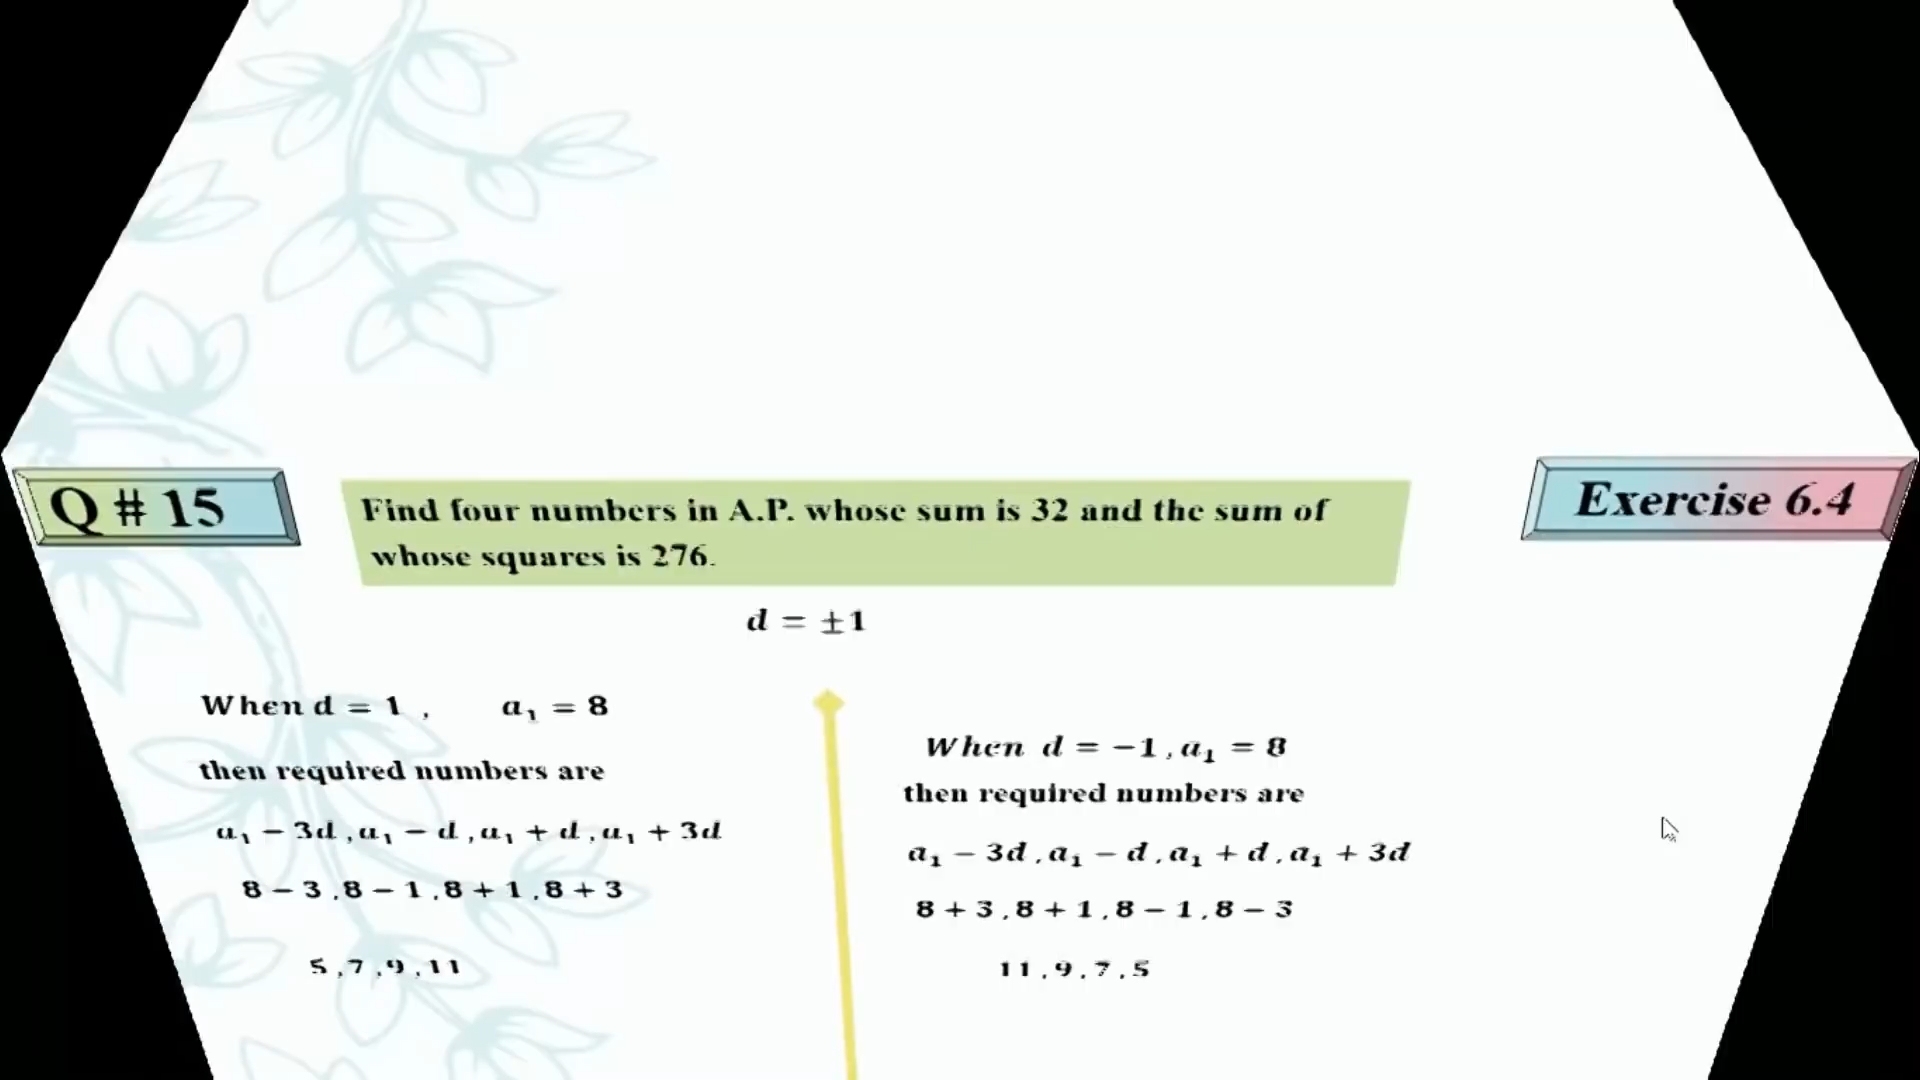 Q # 15
Find four numbers in A.P. whose sum is 32 and the sum of
whose squares is 276.
Exercise 6.4
d = ±1
When d = 1 , a₁ = 8
then required numbers are
a₁ − 3d , a₁ − d , a₁ + d , a₁ + 3d
8 − 3 , 8 − 1 , 8 + 1 , 8 + 3
5 , 7 , 9 , 11
When d = −1 , a₁ = 8
then required numbers are
a₁ − 3d , a₁ − d , a₁ + d , a₁ + 3d
8 + 3 , 8 + 1 , 8 − 1 , 8 − 3
11 , 9 , 7 , 5